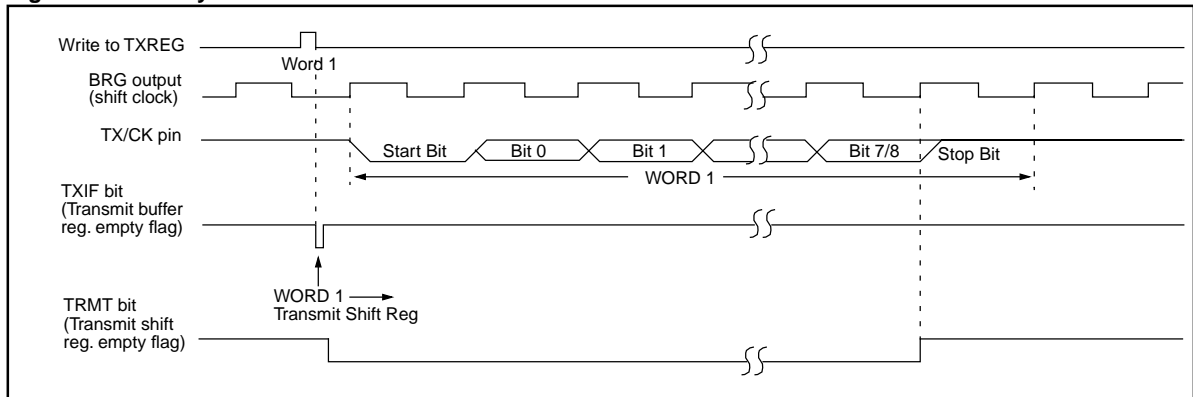 Write to TXREG
Word 1
BRG output
(shift clock)
TX/CK pin
Start Bit
Bit 0
Bit 1
Bit 7/8
Stop Bit
WORD 1
TXIF bit
(Transmit buffer
reg. empty flag)
WORD 1
Transmit Shift Reg
TRMT bit
(Transmit shift
reg. empty flag)